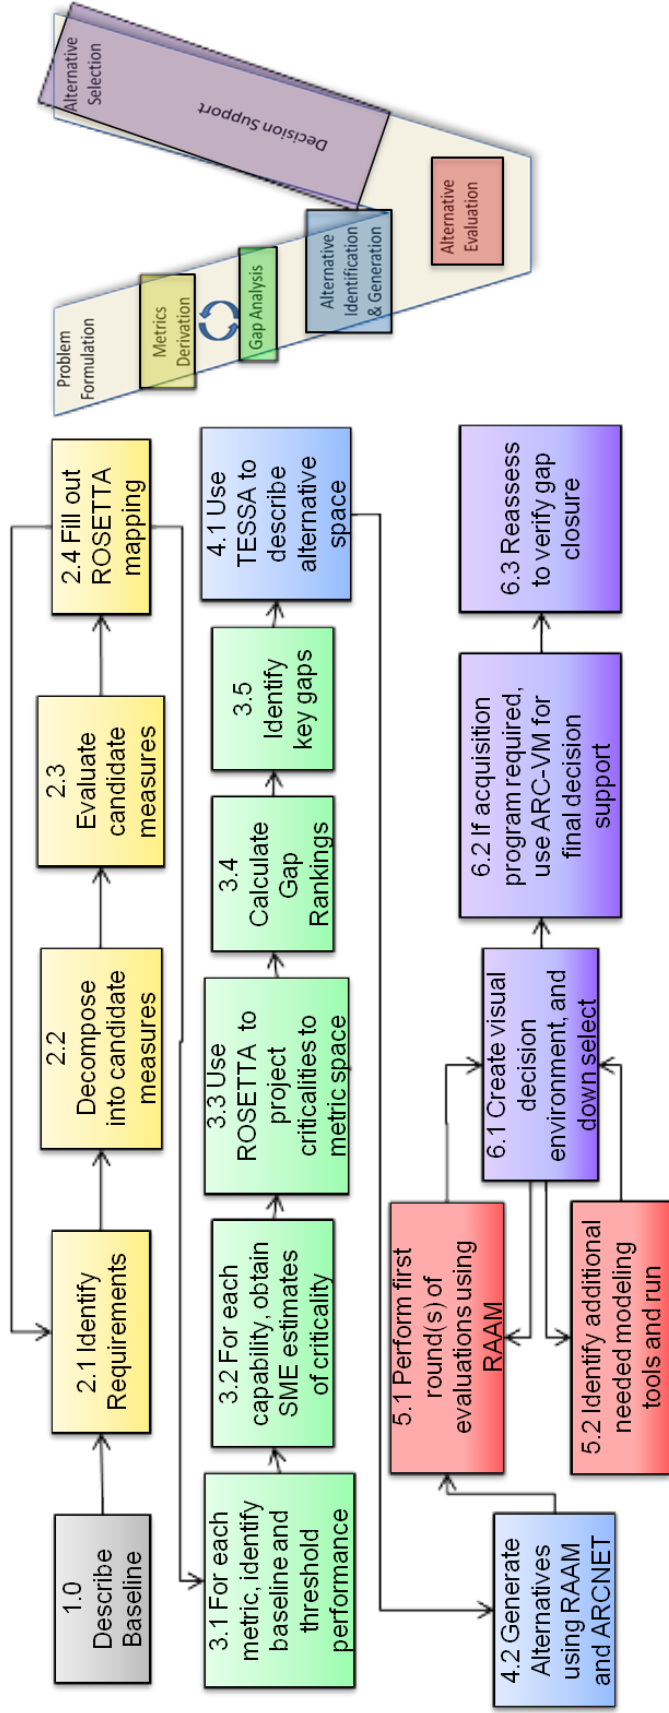 1.0
Describe
Baseline
2.1 Identify
Requirements
2.2
Decompose
into candidate
measures
2.3
Evaluate
candidate
measures
2.4 Fill out
ROSETTA
mapping
3.1 For each
metric, identify
baseline and
threshold
performance
3.2 For each
capability, obtain
SME estimates
of criticality
3.3 Use
ROSETTA to
project
criticalities to
metric space
3.4
Calculate
Gap
Rankings
3.5
Identify
key gaps
4.1 Use
TESSA to
describe
alternative
space
4.2 Generate
Alternatives
using RAAM
and ARCNET
5.1 Perform first
round(s) of
evaluations using
RAAM
5.2 Identify additional
needed modeling
tools and run
6.1 Create visual
decision
environment, and
down select
6.2 If acquisition
program required,
use ARC-VM for
final decision
support
6.3 Reassess
to verify gap
closure
Problem
Formulation
Metrics
Derivation
Gap Analysis
Alternative
Identification
& Generation
Alternative
Evaluation
Decision Support
Alternative
Selection